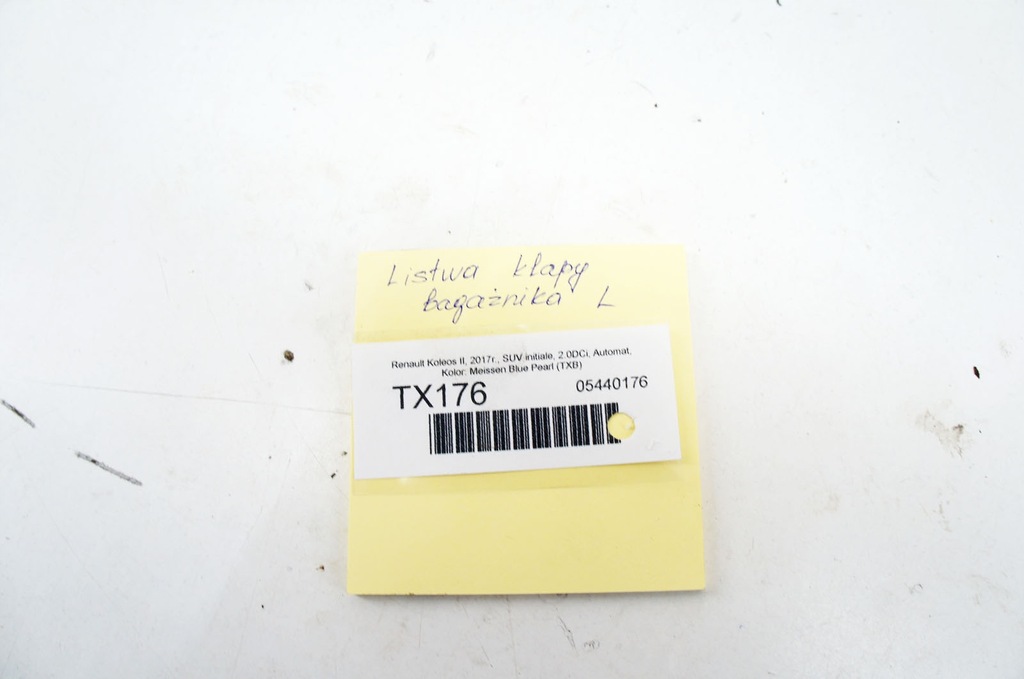 Listwa klapy
bagażnika L
Renault Koleos II, 2017r., SUV initiale, 2.0DCi, Automat,
Kolor: Meissen Blue Pearl (TXB)
TX176 05440176